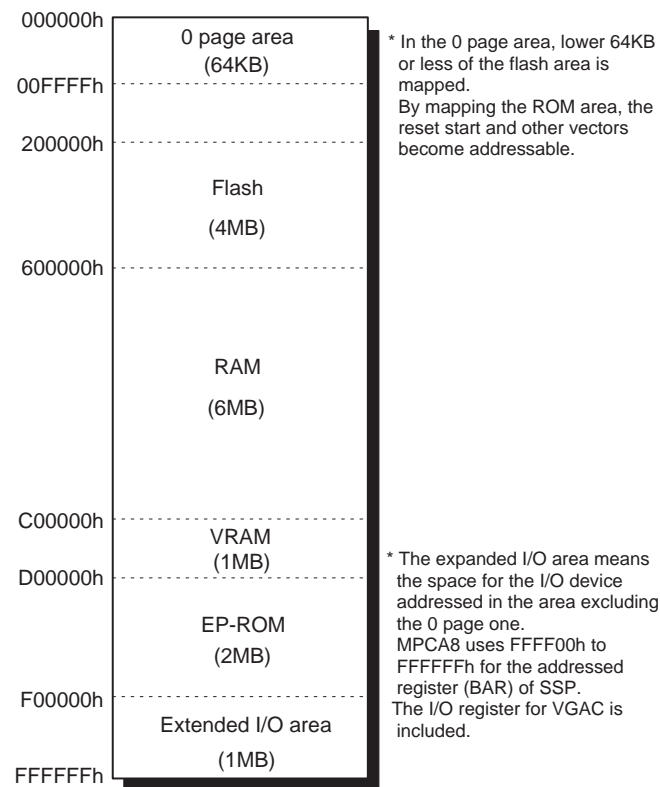 000000h
0 page area
(64KB)
00FFFFh
* In the 0 page area, lower 64KB
or less of the flash area is
mapped.
By mapping the ROM area, the
reset start and other vectors
become addressable.
200000h
Flash
(4MB)
600000h
RAM
(6MB)
C00000h
VRAM
(1MB)
D00000h
EP-ROM
(2MB)
F00000h
Extended I/O area
(1MB)
FFFFFFh
* The expanded I/O area means
the space for the I/O device
addressed in the area excluding
the 0 page one.
MPCA8 uses FFFF00h to
FFFFFFh for the addressed
register (BAR) of SSP.
The I/O register for VGAC is
included.